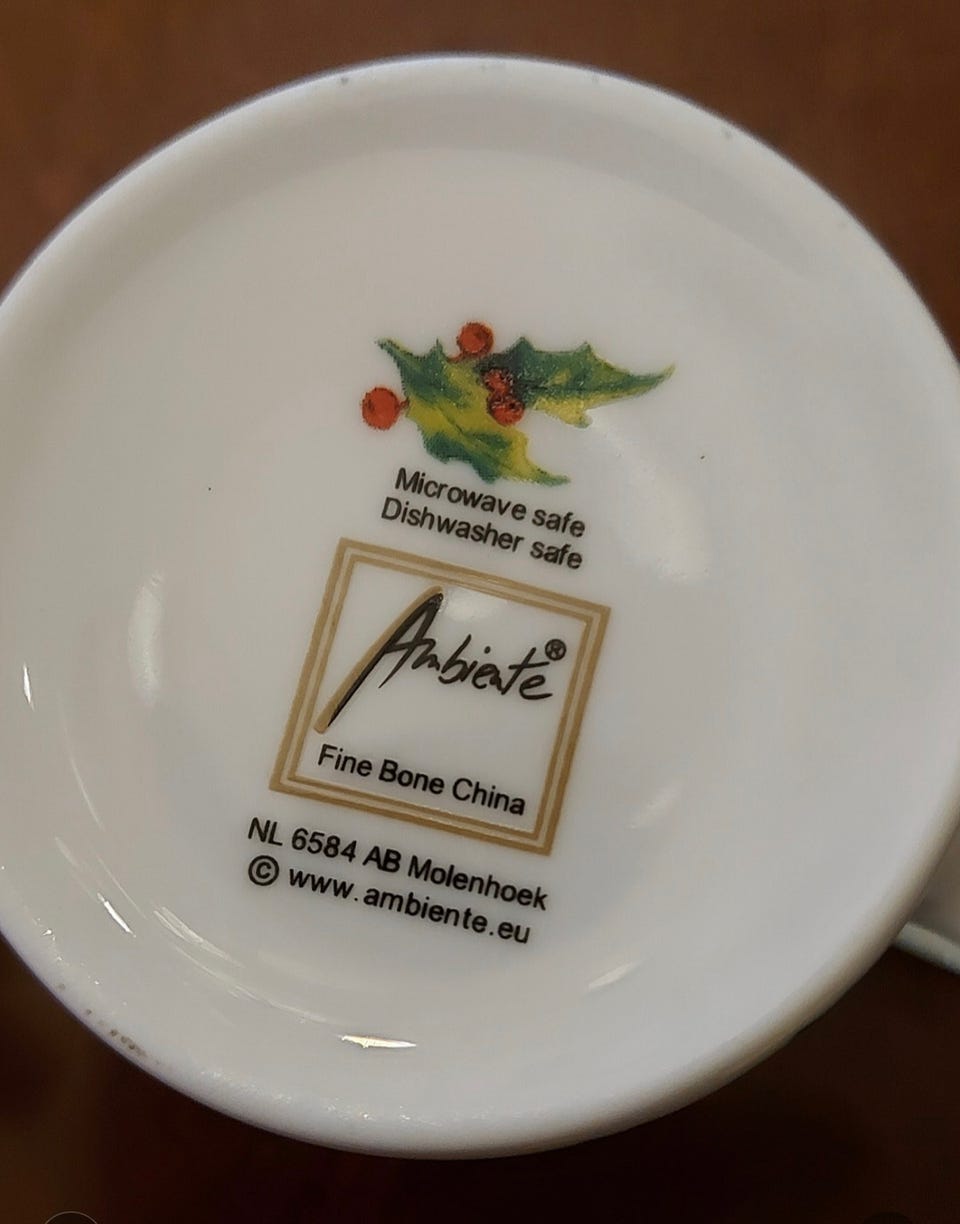 Microwave safe
Dishwasher safe
Ambiente®
Fine Bone China
NL 6584 AB Molenhoek
© www.ambiente.eu